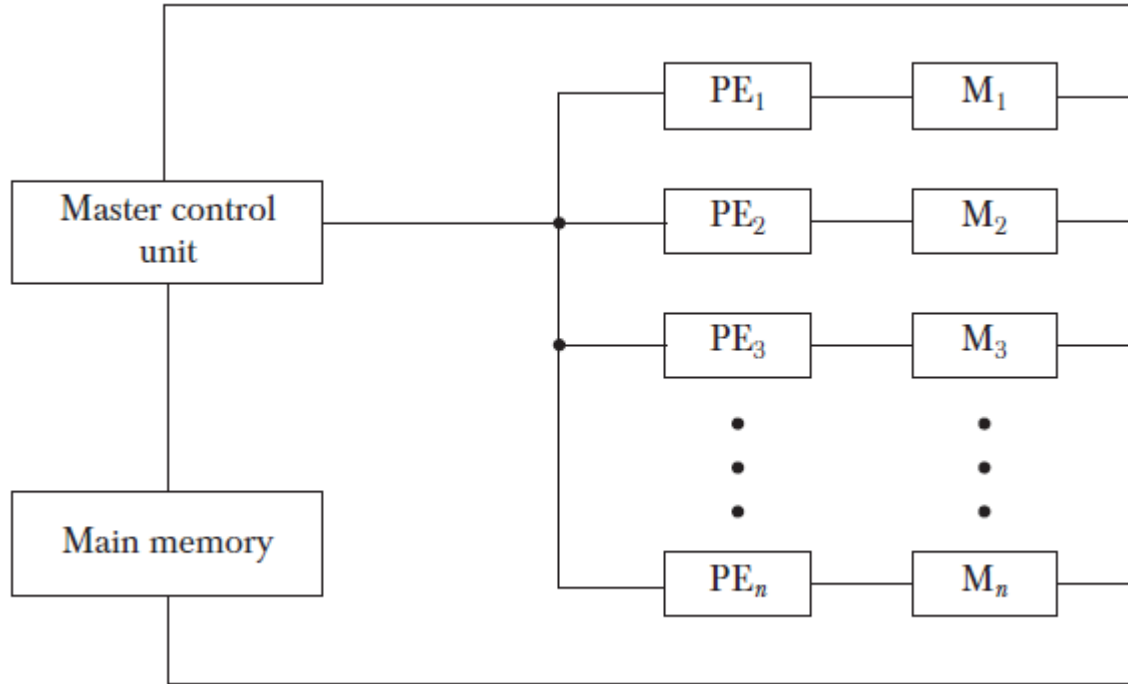 PE₁ M₁
Master control
unit
PE₂ M₂
PE₃ M₃
Main memory
PEₙ Mₙ